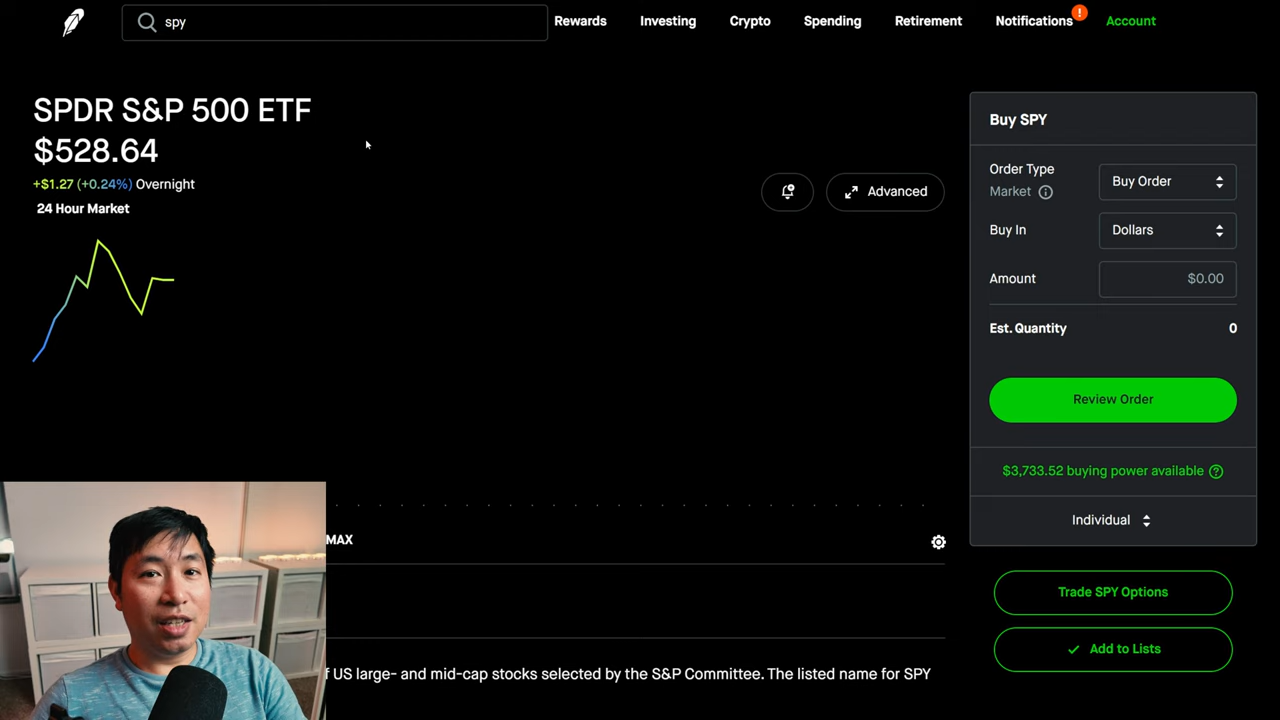 spy
Rewards
Investing
Crypto
Spending
Retirement
Notifications
!
Account
SPDR S&P 500 ETF
$528.64
+$1.27 (+0.24%) Overnight
24 Hour Market
Advanced
Buy SPY
Order Type
Market
Buy Order
Buy In
Dollars
Amount
$0.00
Est. Quantity
0
Review Order
$3,733.52 buying power available
Individual
Trade SPY Options
Add to Lists
MAX
f US large- and mid-cap stocks selected by the S&P Committee. The listed name for SPY